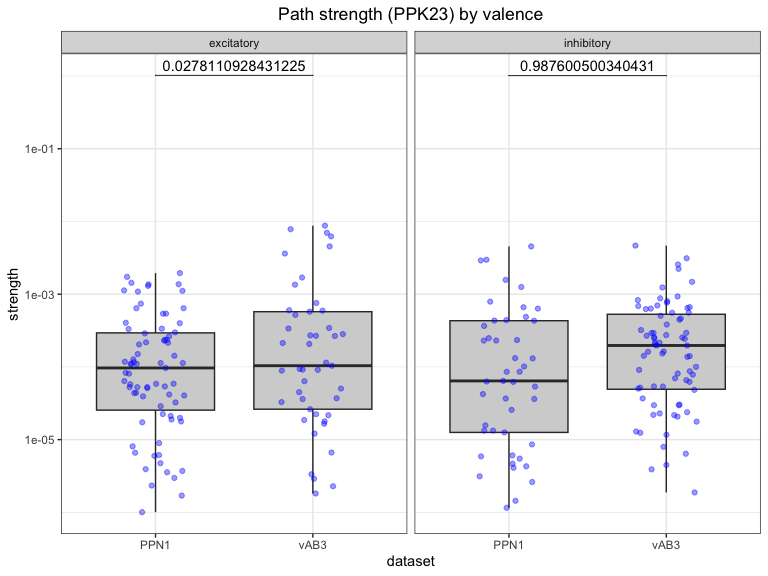 Path strength (PPK23) by valence
excitatory
inhibitory
0.0278110928431225
0.987600500340431
1e-01
1e-03
1e-05
strength
PPN1
vAB3
PPN1
vAB3
dataset